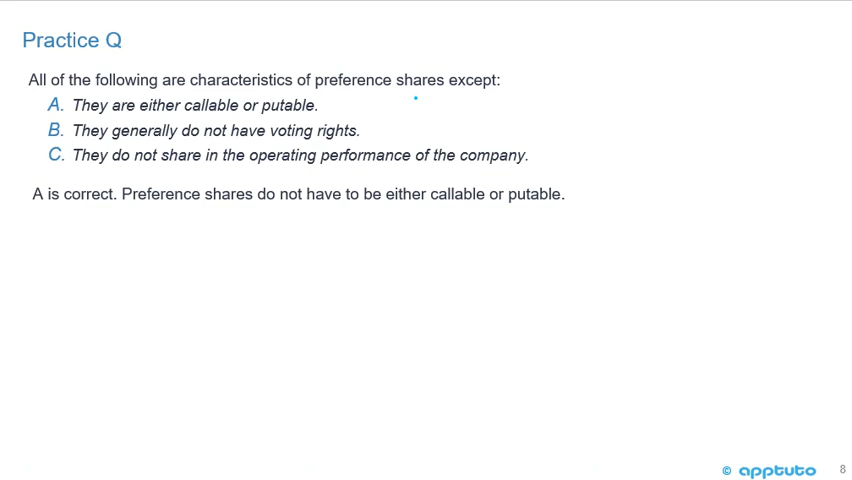 Practice Q
All of the following are characteristics of preference shares except:
A. They are either callable or putable.
B. They generally do not have voting rights.
C. They do not share in the operating performance of the company.
A is correct. Preference shares do not have to be either callable or putable.
© apptuto 8